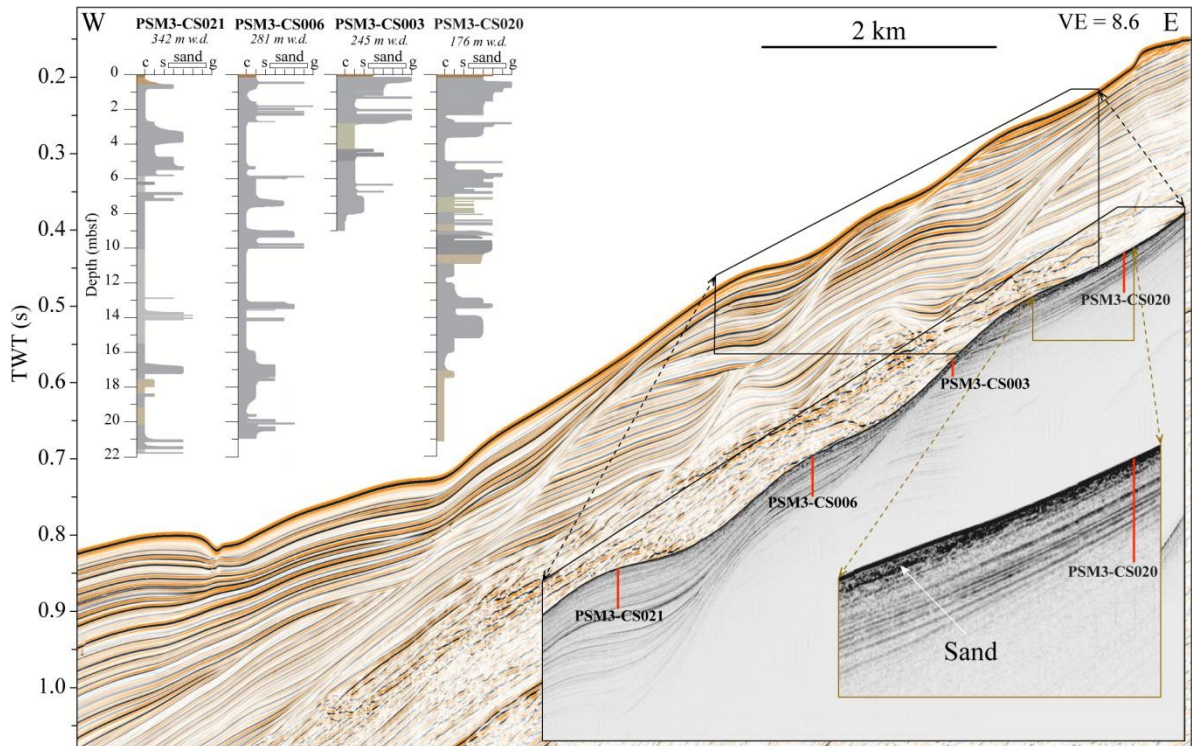 W
PSM3-CS021 PSM3-CS006 PSM3-CS003 PSM3-CS020
342 m w.d. 281 m w.d. 245 m w.d. 176 m w.d.
c s sand g c s sand g c s sand g c s sand g
2 km
VE = 8.6 E
Depth (mbsf)
0
2
4
6
8
10
12
14
16
18
20
22
TWT (s)
0.2
0.3
0.4
0.5
0.6
0.7
0.8
0.9
1.0
PSM3-CS020
PSM3-CS003
PSM3-CS006
PSM3-CS021
PSM3-CS020
Sand